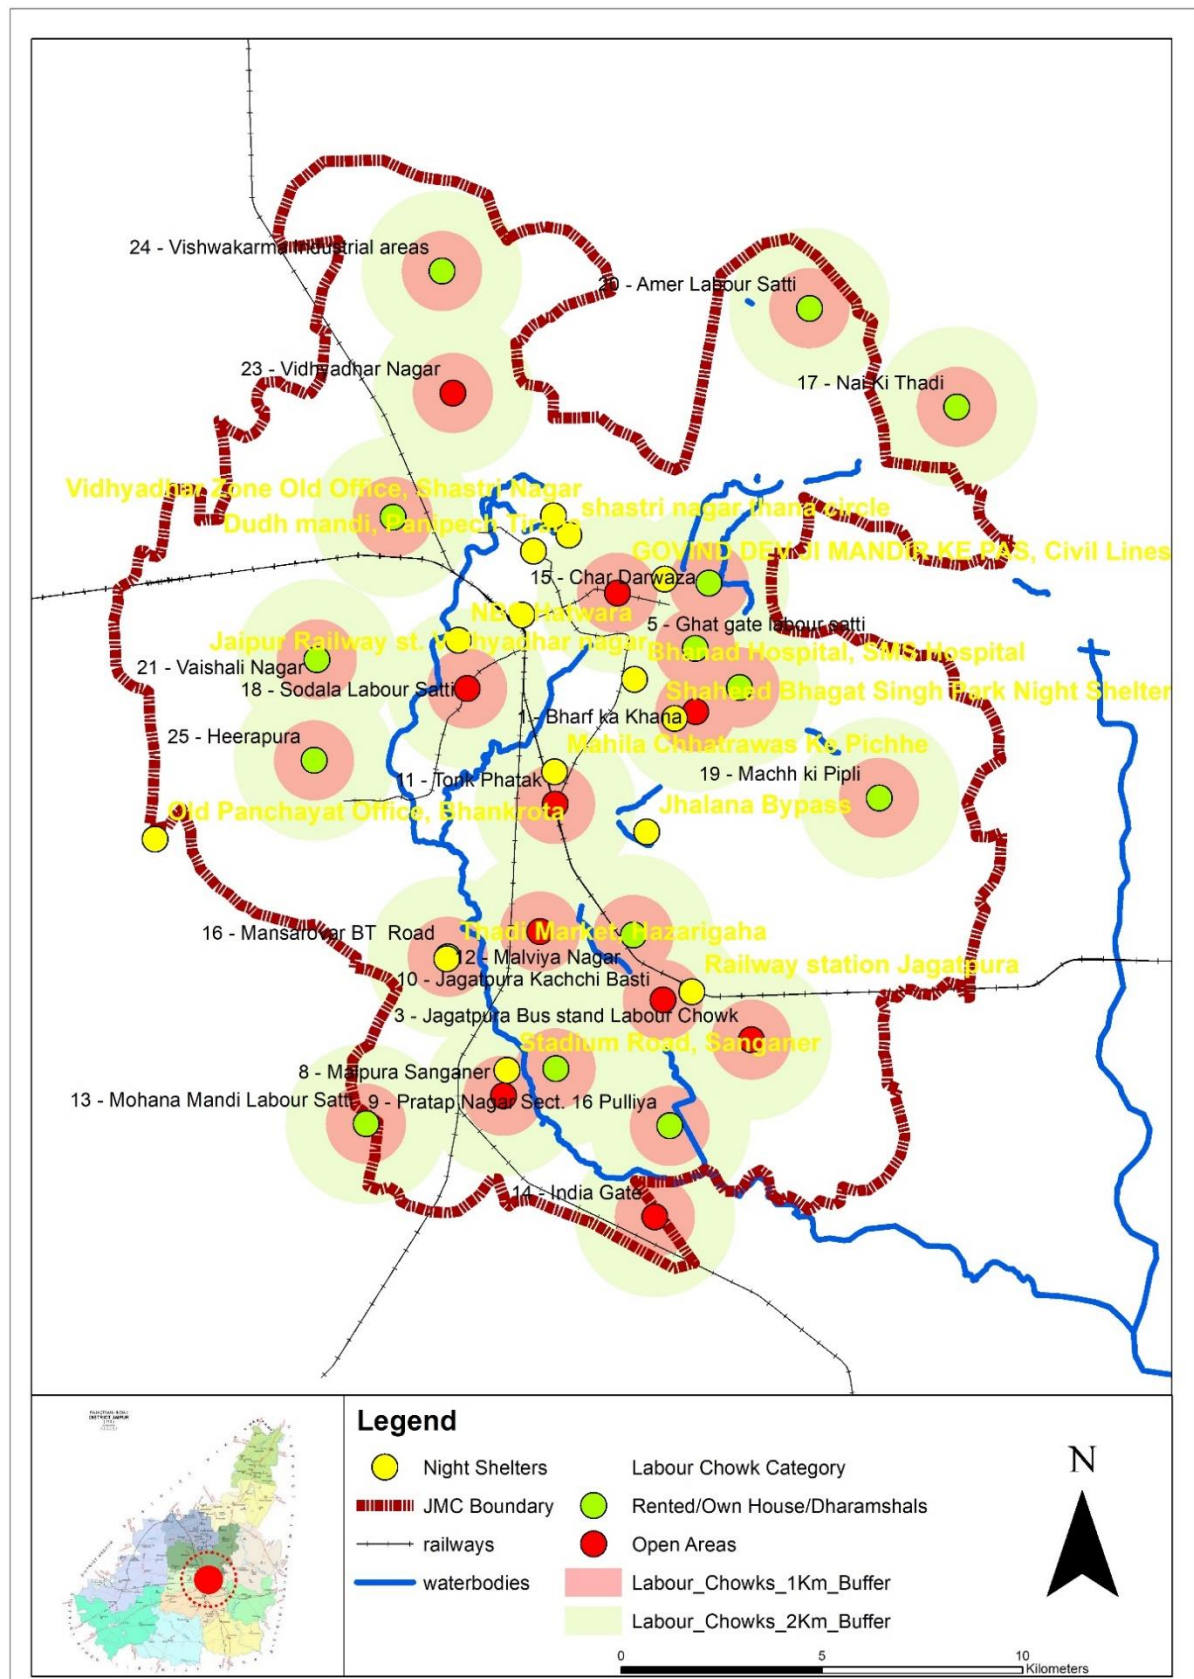 24 - Vishwakarma Industrial areas
20 - Amer Labour Satti
23 - Vidhyadhar Nagar
17 - Nai Ki Thadi
Vidhyadhar Zone Old Office, Shastri Nagar
shastri nagar thana circle
Dudh mandi, Panipech Tiraha
GOVIND DEV JI MANDIR KE PAS, Civil Lines
15 - Char Darwaza
NBC Hatwara
5 - Ghat gate labour satti
Jaipur Railway st. Vidhyadhar nagar
Bhanad Hospital, SMS Hospital
21 - Vaishali Nagar
18 - Sodala Labour Satti
Shaheed Bhagat Singh Park Night Shelter
1 - Bharf ka Khana
25 - Heerapura
Mahila Chhatrawas Ke Pichhe
11 - Tonk Phatak
19 - Machh ki Pipli
Old Panchayat Office, Bhankrota
Jhalana Bypass
16 - Mansarovar BT Road
Thadi Market, Hazarigaha
12 - Malviya Nagar
Railway station Jagatpura
10 - Jagatpura Kachchi Basti
3 - Jagatpura Bus stand Labour Chowk
Stadium Road, Sanganer
8 - Malpura Sanganer
13 - Mohana Mandi Labour Satti
9 - Pratap Nagar Sect. 16 Pulliya
14 - India Gate
Legend
Night Shelters
JMC Boundary
railways
waterbodies
Labour Chowk Category
Rented/Own House/Dharamshals
Open Areas
Labour_Chowks_1Km_Buffer
Labour_Chowks_2Km_Buffer
N
0 5 10
Kilometers
DISTRICT JAIPUR